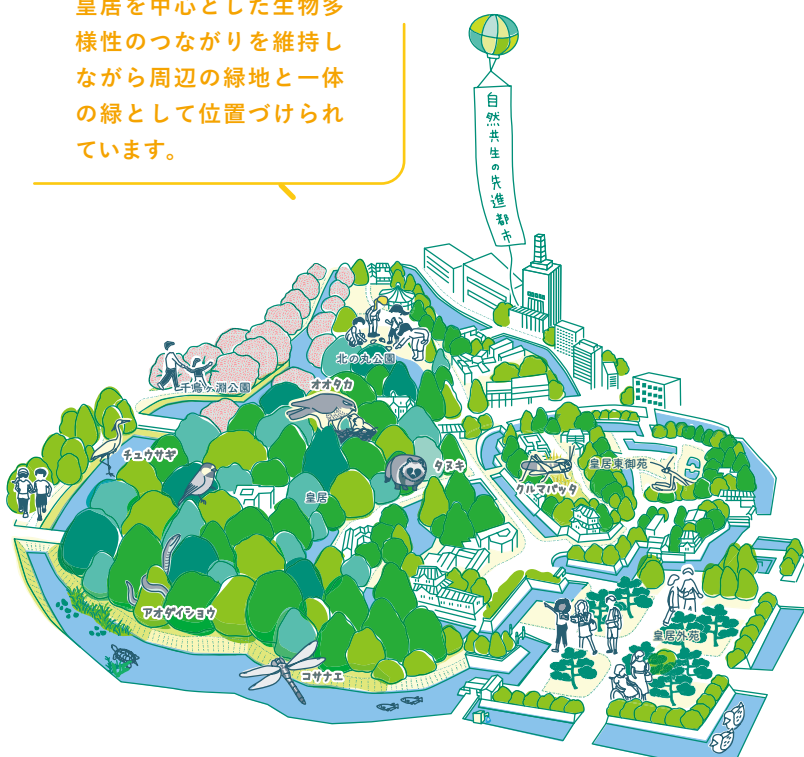 皇居を中心とした生物多
様性のつながりを維持し
ながら周辺の緑地と一体
の緑として位置づけられ
ています。
自然共生の先進都市
北の丸公園
千鳥ヶ淵公園
オオタカ
チュウサギ
タヌキ
皇居東御苑
クルマバッタ
皇居
アオダイショウ
皇居外苑
コサナエ